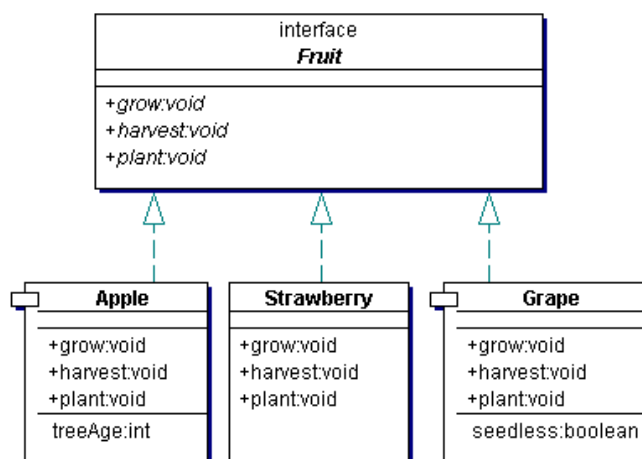 interface
Fruit
+grow:void
+harvest:void
+plant:void
Apple
+grow:void
+harvest:void
+plant:void
treeAge:int
Strawberry
+grow:void
+harvest:void
+plant:void
Grape
+grow:void
+harvest:void
+plant:void
seedless:boolean